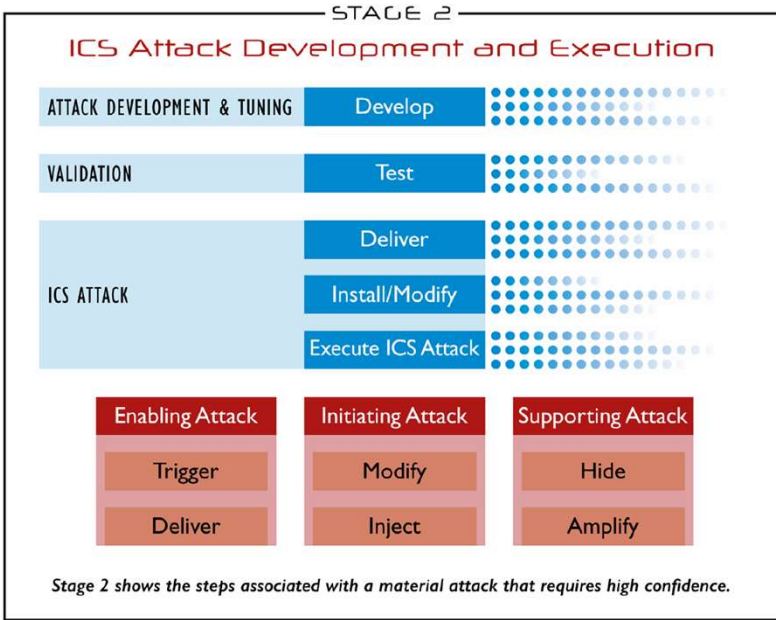 STAGE 2
ICS Attack Development and Execution
ATTACK DEVELOPMENT & TUNING
Develop
VALIDATION
Test
ICS ATTACK
Deliver
Install/Modify
Execute ICS Attack
Enabling Attack
Trigger
Deliver
Initiating Attack
Modify
Inject
Supporting Attack
Hide
Amplify
Stage 2 shows the steps associated with a material attack that requires high confidence.